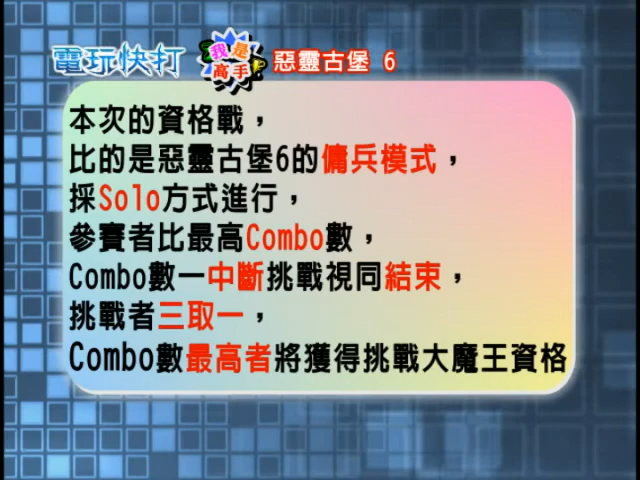 電玩快打 我是高手 惡靈古堡 6
本次的資格戰，
比的是惡靈古堡6的傭兵模式，
採Solo方式進行，
參賽者比最高Combo數，
Combo數一中斷挑戰視同結束，
挑戰者三取一，
Combo數最高者將獲得挑戰大魔王資格